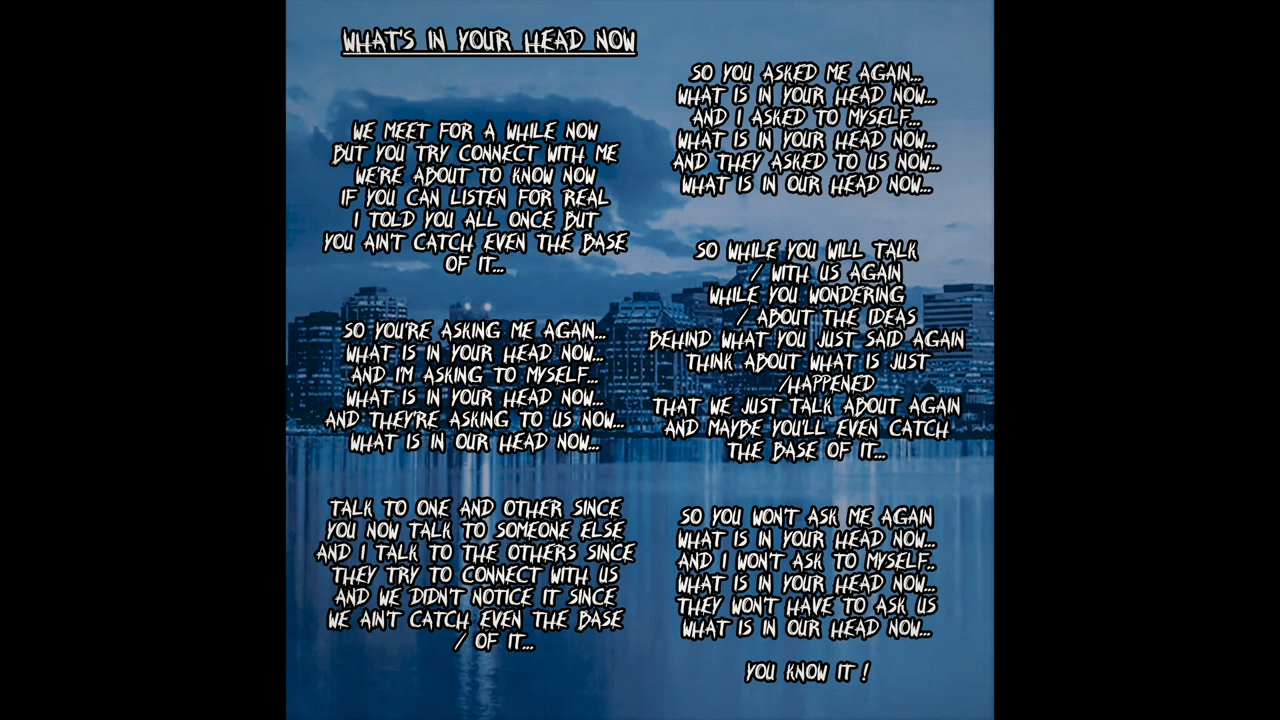 WHAT'S IN YOUR HEAD NOW
WE MEET FOR A WHILE NOW
BUT YOU TRY CONNECT WITH ME
WE'RE ABOUT TO KNOW NOW
IF YOU CAN LISTEN FOR REAL
I TOLD YOU ALL ONCE BUT
YOU AIN'T CATCH EVEN THE BASE
OF IT...
SO YOU'RE ASKING ME AGAIN...
WHAT IS IN YOUR HEAD NOW...
AND I'M ASKING TO MYSELF...
WHAT IS IN YOUR HEAD NOW...
AND THEY'RE ASKING TO US NOW...
WHAT IS IN OUR HEAD NOW...
TALK TO ONE AND OTHER SINCE
YOU NOW TALK TO SOMEONE ELSE
AND I TALK TO THE OTHERS SINCE
THEY TRY TO CONNECT WITH US
AND WE DIDN'T NOTICE IT SINCE
WE AIN'T CATCH EVEN THE BASE
/ OF IT...
SO YOU ASKED ME AGAIN...
WHAT IS IN YOUR HEAD NOW...
AND I ASKED TO MYSELF...
WHAT IS IN YOUR HEAD NOW...
AND THEY ASKED TO US NOW...
WHAT IS IN OUR HEAD NOW...
SO WHILE YOU WILL TALK
/ WITH US AGAIN
WHILE YOU WONDERING
/ ABOUT THE IDEAS
BEHIND WHAT YOU JUST SAID AGAIN
THINK ABOUT WHAT IS JUST
/HAPPENED
THAT WE JUST TALK ABOUT AGAIN
AND MAYBE YOU'LL EVEN CATCH
THE BASE OF IT...
SO YOU WON'T ASK ME AGAIN
WHAT IS IN YOUR HEAD NOW...
AND I WON'T ASK TO MYSELF..
WHAT IS IN YOUR HEAD NOW...
THEY WON'T HAVE TO ASK US
WHAT IS IN OUR HEAD NOW...
YOU KNOW IT !